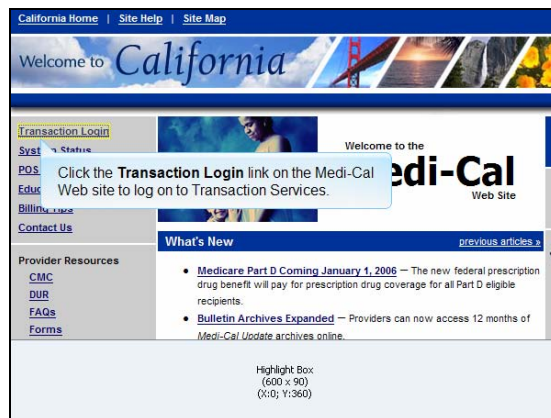 California Home | Site Help | Site Map
Welcome to California
Transaction Login
System Status
POS
Click the Transaction Login link on the Medi-Cal
Web site to log on to Transaction Services.
Billing Tips
Contact Us
Welcome to the
Medi-Cal
Web Site
What's New
previous articles »
Provider Resources
CMC
DUR
FAQs
Forms
• Medicare Part D Coming January 1, 2006 — The new federal prescription
drug benefit will pay for prescription drug coverage for all Part D eligible
recipients.
• Bulletin Archives Expanded — Providers can now access 12 months of
Medi-Cal Update archives online.
Highlight Box
(600 x 90)
(X:0; Y:360)